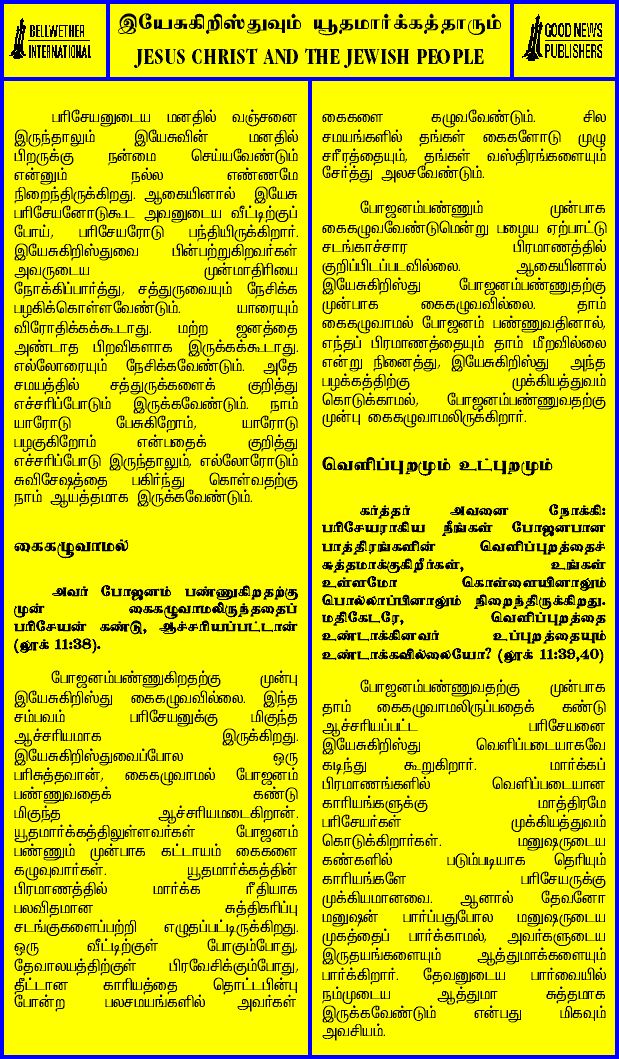 BELLWETHER
INTERNATIONAL
இயேசுகிறிஸ்துவும் யூதமார்க்கத்தாரும்
JESUS CHRIST AND THE JEWISH PEOPLE
GOOD NEWS
PUBLISHERS
பரிசேயனுடைய மனதில் வஞ்சனை
இருந்தாலும் இயேசுவின் மனதில்
பிறருக்கு நன்மை செய்யவேண்டும்
என்னும் நல்ல எண்ணமே
நிறைந்திருக்கிறது. ஆகையினால் இயேசு
பரிசேயனோடுகூட அவனுடைய வீட்டிற்குப்
போய், பரிசேயரோடு பந்தியிருக்கிறார்.
இயேசுகிறிஸ்துவை பின்பற்றுகிறவர்கள்
அவருடைய முன்மாதிரியை
நோக்கிப்பார்த்து, சத்துருவையும் நேசிக்க
பழகிக்கொள்ளவேண்டும். யாரையும்
விரோதிக்கக்கூடாது. மற்ற ஜனத்தை
அண்டாத பிறவிகளாக இருக்கக்கூடாது.
எல்லோரையும் நேசிக்கவேண்டும். அதே
சமயத்தில் சத்துருக்களைக் குறித்து
எச்சரிப்போடும் இருக்கவேண்டும். நாம்
யாரோடு பேசுகிறோம், யாரோடு
பழகுகிறோம் என்பதைக் குறித்து
எச்சரிப்போடு இருந்தாலும், எல்லோரோடும்
சுவிசேஷத்தை பகிர்ந்து கொள்வதற்கு
நாம் ஆயத்தமாக இருக்கவேண்டும்.
கைகழுவாமல்
அவர் போஜனம் பண்ணுகிறதற்கு
முன் கைகழுவாமலிருந்ததைப்
பரிசேயன் கண்டு, ஆச்சரியப்பட்டான்
(லூக் 11:38).
போஜனம்பண்ணுகிறதற்கு முன்பு
இயேசுகிறிஸ்து கைகழுவவில்லை. இந்த
சம்பவம் பரிசேயனுக்கு மிகுந்த
ஆச்சரியமாக இருக்கிறது.
இயேசுகிறிஸ்துவைப்போல ஒரு
பரிசுத்தவான், கைகழுவாமல் போஜனம்
பண்ணுவதைக் கண்டு
மிகுந்த ஆச்சரியமடைகிறான்.
யூதமார்க்கத்திலுள்ளவர்கள் போஜனம்
பண்ணும் முன்பாக கட்டாயம் கைகளை
கழுவுவார்கள். யூதமார்க்கத்தின்
பிரமாணத்தில் மார்க்க ரீதியாக
பலவிதமான சுத்திகரிப்பு
சடங்குகளைப்பற்றி எழுதப்பட்டிருக்கிறது.
ஒரு வீட்டிற்குள் போகும்போது,
தேவாலயத்திற்குள் பிரவேசிக்கும்போது,
தீட்டான காரியத்தை தொட்டபின்பு
போன்ற பலசமயங்களில் அவர்கள்
கைகளை கழுவவேண்டும். சில
சமயங்களில் தங்கள் கைகளோடு முழு
சரீரத்தையும், தங்கள் வஸ்திரங்களையும்
சேர்த்து அலசவேண்டும்.
போஜனம்பண்ணும் முன்பாக
கைகழுவவேண்டுமென்று பழைய ஏற்பாட்டு
சடங்காச்சார பிரமாணத்தில்
குறிப்பிடப்படவில்லை. ஆகையினால்
இயேசுகிறிஸ்து போஜனம்பண்ணுதற்கு
முன்பாக கைகழுவவில்லை. தாம்
கைகழுவாமல் போஜனம் பண்ணுவதினால்,
எந்தப் பிரமாணத்தையும் தாம் மீறவில்லை
என்று நினைத்து, இயேசுகிறிஸ்து அந்த
பழக்கத்திற்கு முக்கியத்துவம்
கொடுக்காமல், போஜனம்பண்ணுவதற்கு
முன்பு கைகழுவாமலிருக்கிறார்.
வெளிப்புறமும் உட்புறமும்
கர்த்தர் அவனை நோக்கி:
பரிசேயராகிய நீங்கள் போஜனபான
பாத்திரங்களின் வெளிப்புறத்தைச்
சுத்தமாக்குகிறீர்கள், உங்கள்
உள்ளமோ கொள்ளையினாலும்
பொல்லாப்பினாலும் நிறைந்திருக்கிறது.
மதிகேடரே, வெளிப்புறத்தை
உண்டாக்கினவர் உப்புறத்தையும்
உண்டாக்கவில்லையோ? (லூக் 11:39,40)
போஜனம்பண்ணுவதற்கு முன்பாக
தாம் கைகழுவாமலிருப்பதைக் கண்டு
ஆச்சரியப்பட்ட பரிசேயனை
இயேசுகிறிஸ்து வெளிப்படையாகவே
கடிந்து கூறுகிறார். மார்க்கப்
பிரமாணங்களில் வெளிப்படையான
காரியங்களுக்கு மாத்திரமே
பரிசேயர்கள் முக்கியத்துவம்
கொடுக்கிறார்கள். மனுஷருடைய
கண்களில் படும்படியாக தெரியும்
காரியங்களே பரிசேயருக்கு
முக்கியமானவை. ஆனால் தேவனோ
மனுஷன் பார்ப்பதுபோல மனுஷருடைய
முகத்தைப் பார்க்காமல், அவர்களுடைய
இருதயங்களையும் ஆத்துமாக்களையும்
பார்க்கிறார். தேவனுடைய பார்வையில்
நம்முடைய ஆத்துமா சுத்தமாக
இருக்கவேண்டும் என்பது மிகவும்
அவசியம்.